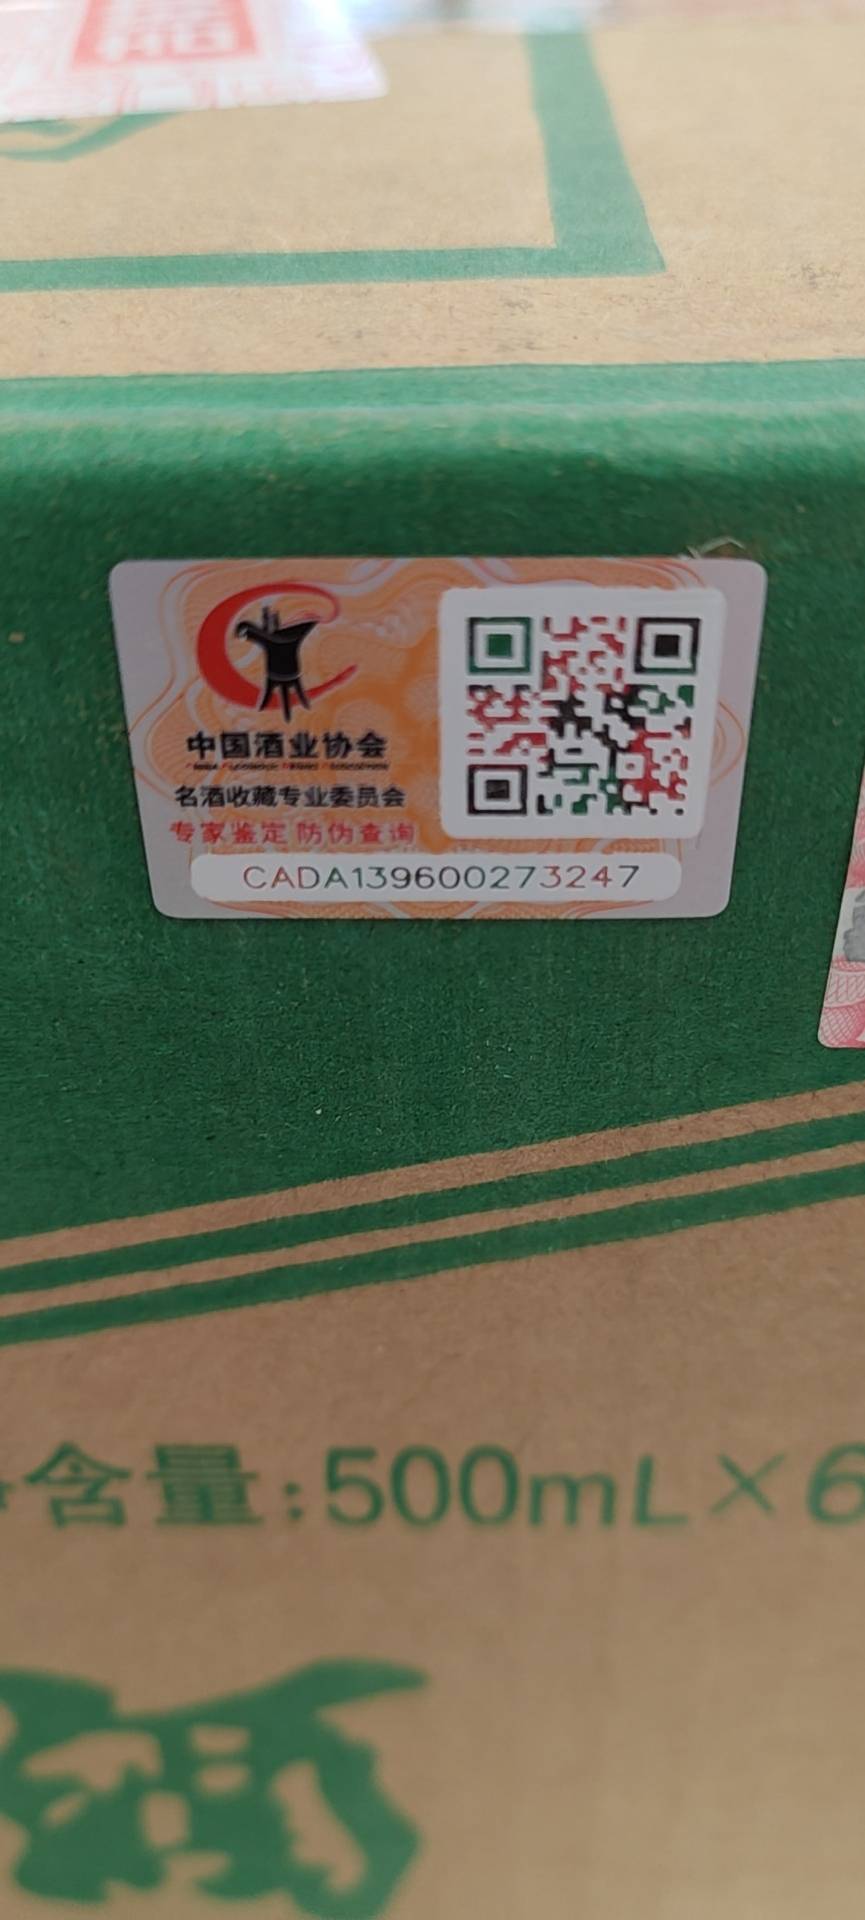 中国酒业协会
名酒收藏专业委员会
专家鉴定 防伪查询
CADA139600273247
含量:500mL×6